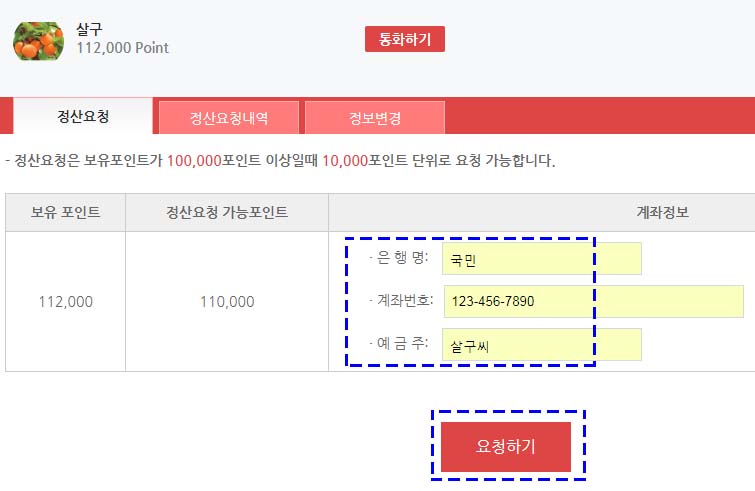 살구
112,000 Point
통화하기
정산요청
정산요청내역
정보변경
- 정산요청은 보유포인트가 100,000포인트 이상일때 10,000포인트 단위로 요청 가능합니다.
보유 포인트
정산요청 가능포인트
계좌정보
112,000
110,000
· 은 행 명: 국민
· 계좌번호: 123-456-7890
· 예 금 주: 살구씨
요청하기